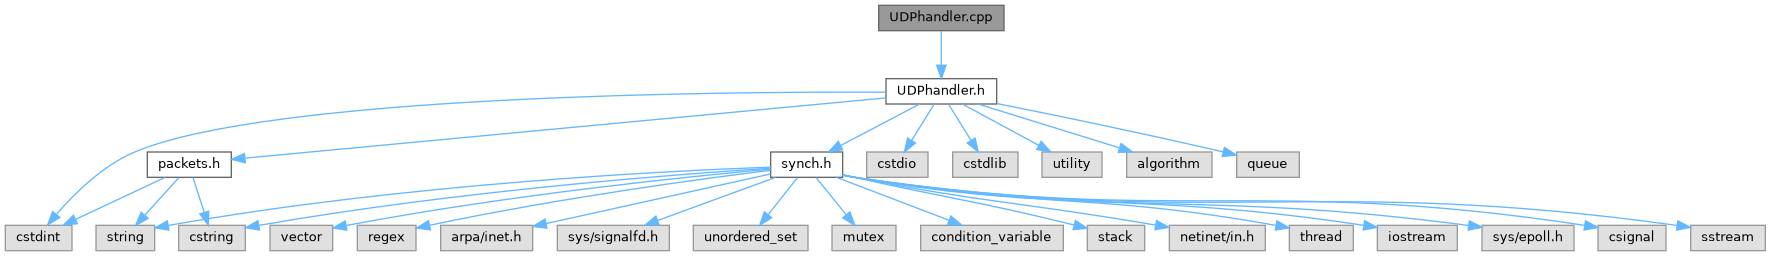 UDPhandler.cpp
UDPhandler.h
packets.h
synch.h
cstdio
cstdlib
utility
algorithm
queue
cstdint
string
cstring
vector
regex
arpa/inet.h
sys/signalfd.h
unordered_set
mutex
condition_variable
stack
netinet/in.h
thread
iostream
sys/epoll.h
csignal
sstream